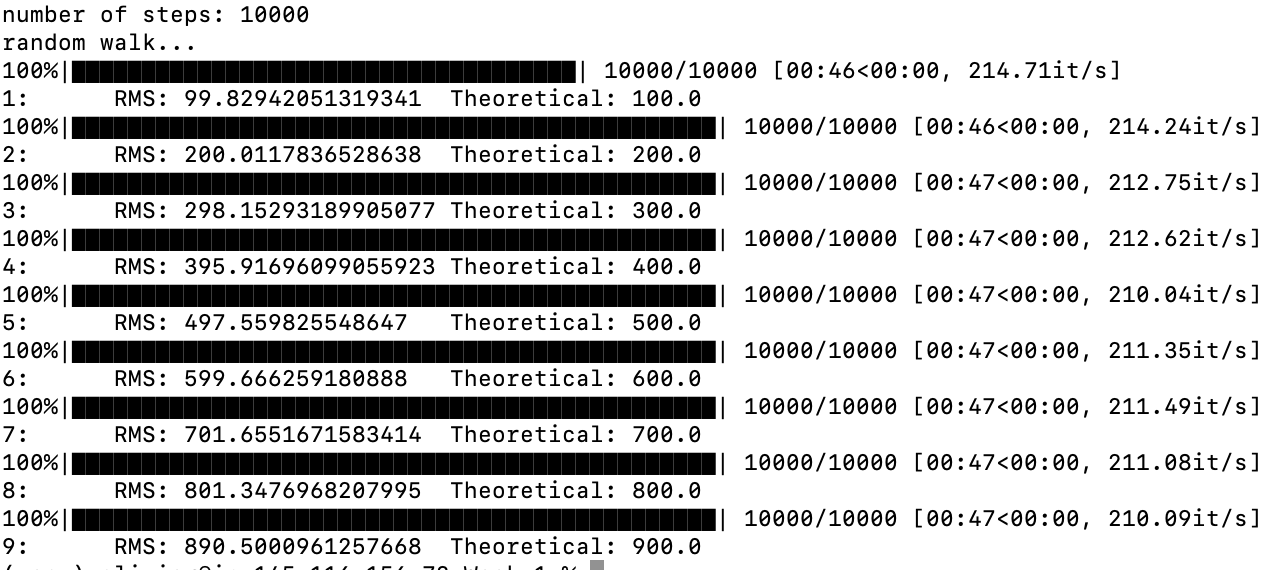 number of steps: 10000
random walk...
100%|████████████████████████████████████| 10000/10000 [00:46<00:00, 214.71it/s]
1: RMS: 99.82942051319341 Theoretical: 100.0
100%|██████████████████████████████████████████████| 10000/10000 [00:46<00:00, 214.24it/s]
2: RMS: 200.0117836528638 Theoretical: 200.0
100%|██████████████████████████████████████████████| 10000/10000 [00:47<00:00, 212.75it/s]
3: RMS: 298.15293189905077 Theoretical: 300.0
100%|██████████████████████████████████████████████| 10000/10000 [00:47<00:00, 212.62it/s]
4: RMS: 395.91696099055923 Theoretical: 400.0
100%|██████████████████████████████████████████████| 10000/10000 [00:47<00:00, 210.04it/s]
5: RMS: 497.559825548647 Theoretical: 500.0
100%|██████████████████████████████████████████████| 10000/10000 [00:47<00:00, 211.35it/s]
6: RMS: 599.666259180888 Theoretical: 600.0
100%|██████████████████████████████████████████████| 10000/10000 [00:47<00:00, 211.49it/s]
7: RMS: 701.6551671583414 Theoretical: 700.0
100%|██████████████████████████████████████████████| 10000/10000 [00:47<00:00, 211.08it/s]
8: RMS: 801.3476968207995 Theoretical: 800.0
100%|██████████████████████████████████████████████| 10000/10000 [00:47<00:00, 210.09it/s]
9: RMS: 890.5000961257668 Theoretical: 900.0